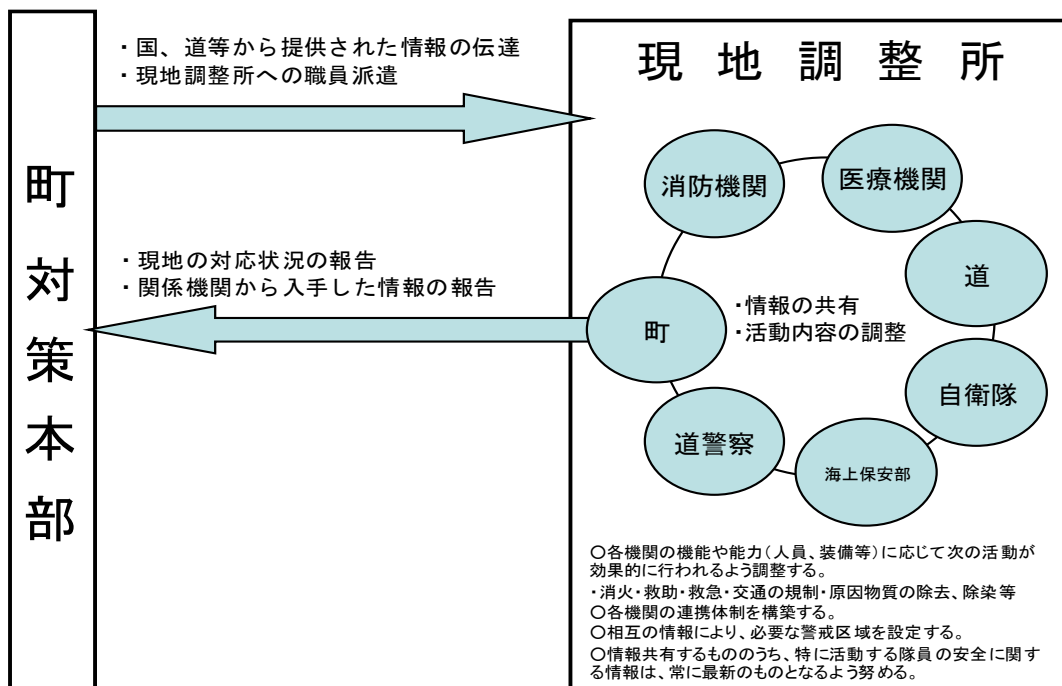 町対策本部
・国、道等から提供された情報の伝達
・現地調整所への職員派遣
・現地の対応状況の報告
・関係機関から入手した情報の報告
現地調整所
消防機関
医療機関
道
・情報の共有
・活動内容の調整
町
自衛隊
道警察
海上保安部
○各機関の機能や能力(人員、装備等)に応じて次の活動が
効果的に行われるよう調整する。
・消火・救助・救急・交通の規制・原因物質の除去、除染等
○各機関の連携体制を構築する。
○相互の情報により、必要な警戒区域を設定する。
○情報共有するもののうち、特に活動する隊員の安全に関す
る情報は、常に最新のものとなるよう努める。